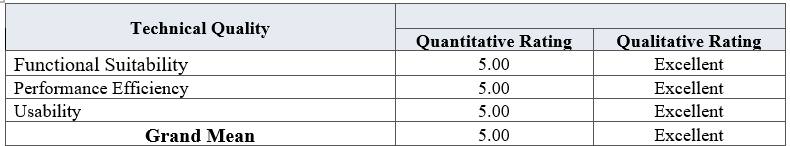 Technical Quality
Quantitative Rating Qualitative Rating
Functional Suitability 5.00 Excellent
Performance Efficiency 5.00 Excellent
Usability 5.00 Excellent
Grand Mean 5.00 Excellent